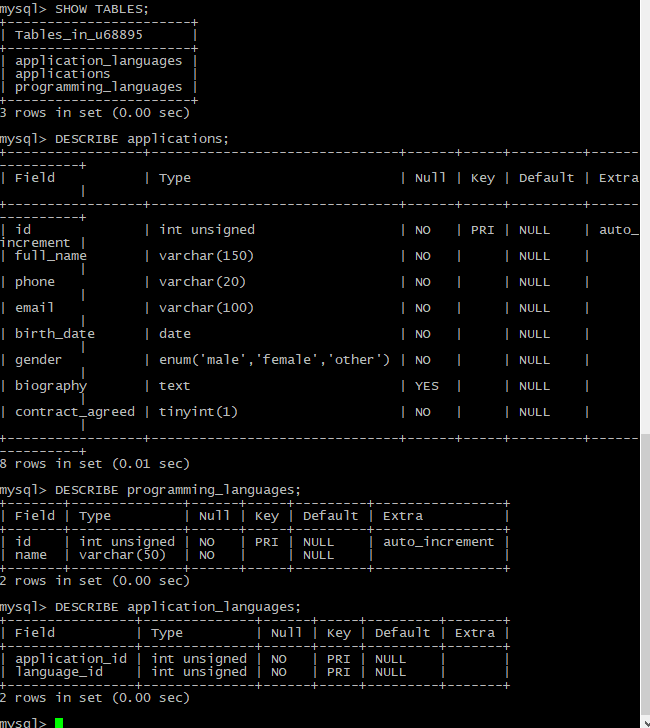 mysql> SHOW TABLES;
+------------------------+
| Tables_in_u68895       |
+------------------------+
| application_languages  |
| applications           |
| programming_languages  |
+------------------------+
3 rows in set (0.00 sec)
mysql> DESCRIBE applications;
+-----------------+--------------------------------+------+-----+---------+------
----------+
| Field           | Type                           | Null | Key | Default | Extra
          |
+-----------------+--------------------------------+------+-----+---------+------
----------+
| id              | int unsigned                   | NO   | PRI | NULL    | auto_
increment |
| full_name       | varchar(150)                   | NO   |     | NULL    |
          |
| phone           | varchar(20)                    | NO   |     | NULL    |
          |
| email           | varchar(100)                   | NO   |     | NULL    |
          |
| birth_date      | date                           | NO   |     | NULL    |
          |
| gender          | enum('male','female','other') | NO   |     | NULL    |
          |
| biography       | text                           | YES  |     | NULL    |
          |
| contract_agreed | tinyint(1)                     | NO   |     | NULL    |
          |
+-----------------+--------------------------------+------+-----+---------+------
----------+
8 rows in set (0.01 sec)
mysql> DESCRIBE programming_languages;
+-------+--------------+------+-----+---------+----------------+
| Field | Type         | Null | Key | Default | Extra          |
+-------+--------------+------+-----+---------+----------------+
| id    | int unsigned | NO   | PRI | NULL    | auto_increment |
| name  | varchar(50)  | NO   |     | NULL    |                |
+-------+--------------+------+-----+---------+----------------+
2 rows in set (0.00 sec)
mysql> DESCRIBE application_languages;
+----------------+--------------+------+-----+---------+-------+
| Field          | Type         | Null | Key | Default | Extra |
+----------------+--------------+------+-----+---------+-------+
| application_id | int unsigned | NO   | PRI | NULL    |       |
| language_id    | int unsigned | NO   | PRI | NULL    |       |
+----------------+--------------+------+-----+---------+-------+
2 rows in set (0.00 sec)
mysql>